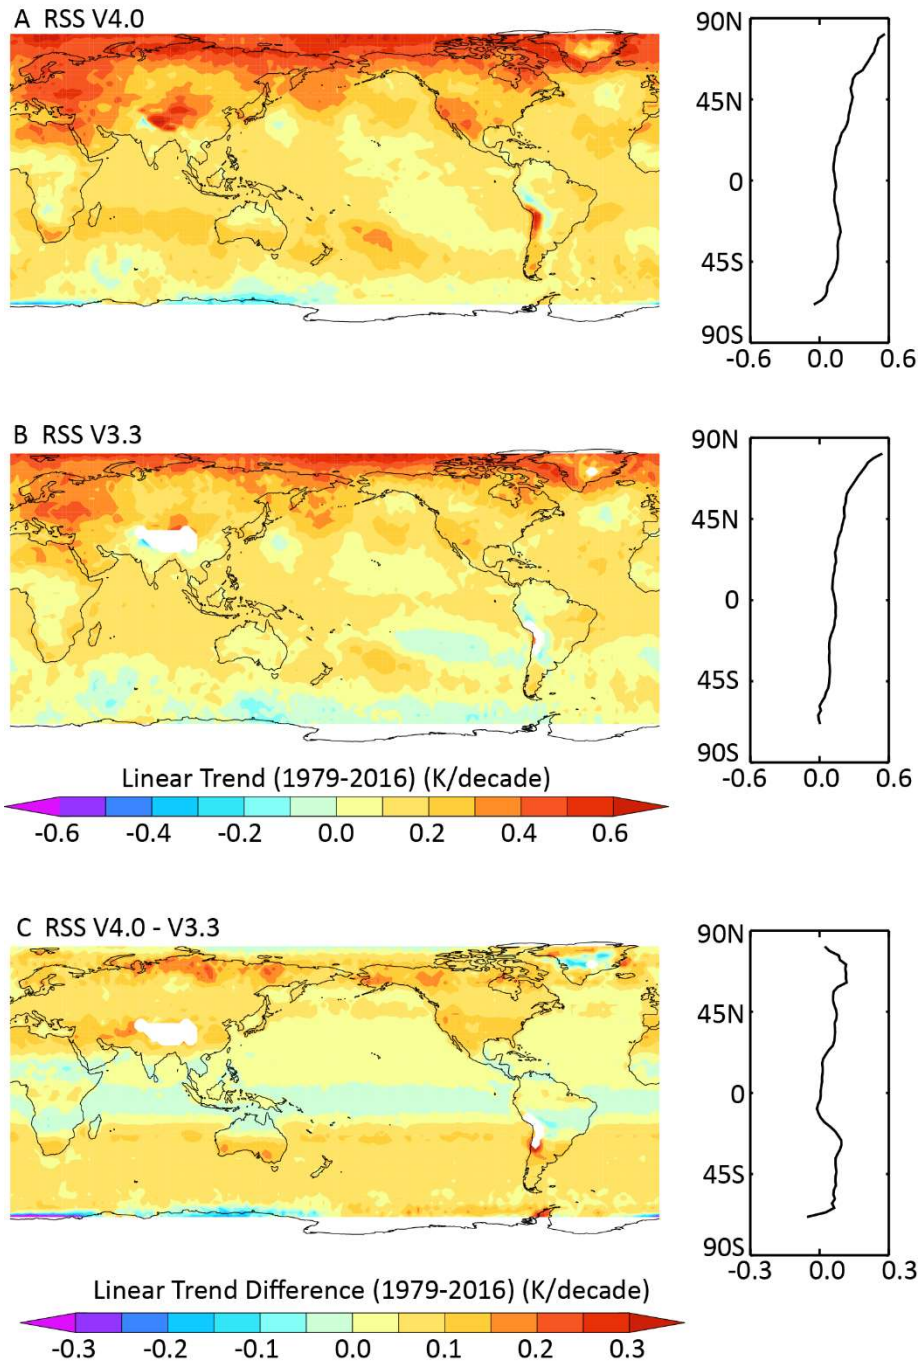 A RSS V4.0
90N
45N
0
45S
90S
-0.6 0.0 0.6
B RSS V3.3
90N
45N
0
45S
90S
-0.6 0.0 0.6
Linear Trend (1979-2016) (K/decade)
-0.6 -0.4 -0.2 0.0 0.2 0.4 0.6
C RSS V4.0 - V3.3
90N
45N
0
45S
90S
-0.3 0.0 0.3
Linear Trend Difference (1979-2016) (K/decade)
-0.3 -0.2 -0.1 0.0 0.1 0.2 0.3